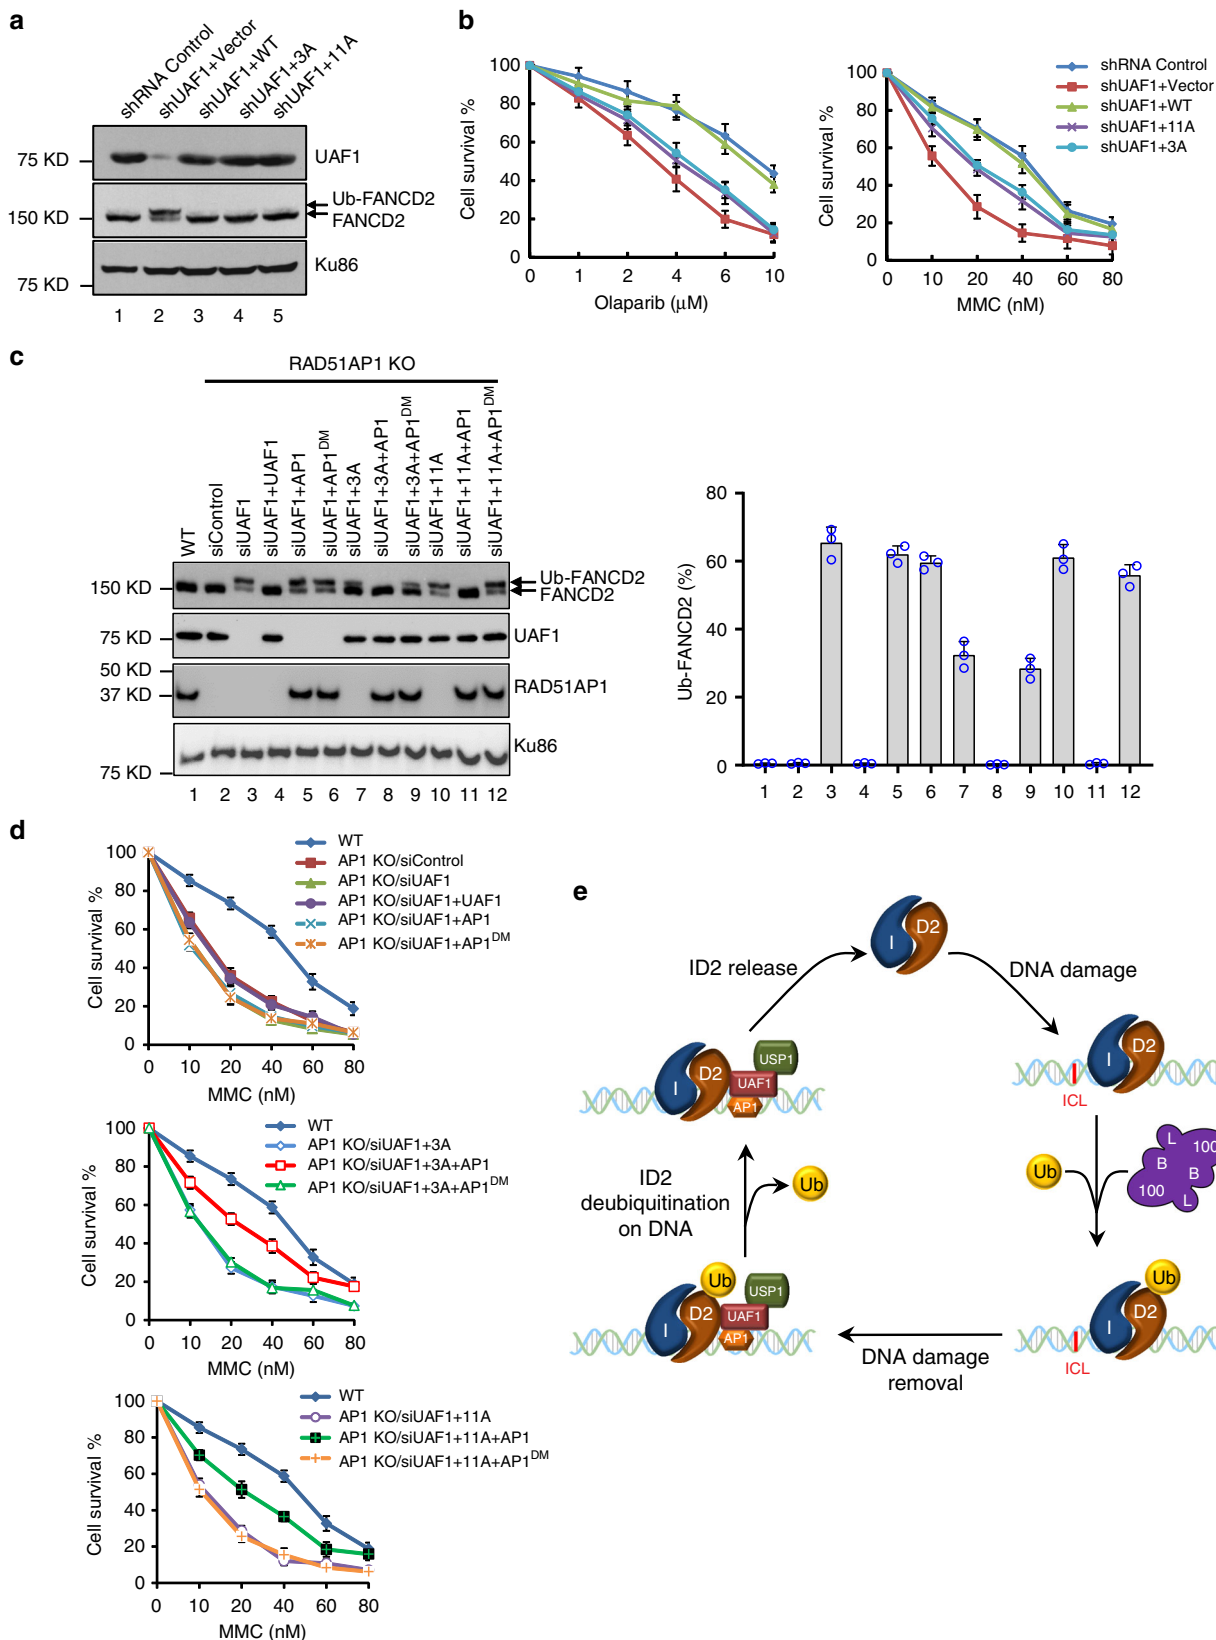 a
shRNA Control
shUAF1+Vector
shUAF1+WT
shUAF1+3A
shUAF1+11A
75 KD
UAF1
Ub-FANCD2
150 KD
FANCD2
Ku86
75 KD
1 2 3 4 5
b
Cell survival %
100
80
60
40
20
0
0 1 2 4 6 10
Olaparib (μM)
Cell survival %
100
80
60
40
20
0
0 10 20 40 60 80
MMC (nM)
shRNA Control
shUAF1+Vector
shUAF1+WT
shUAF1+11A
shUAF1+3A
c
RAD51AP1 KO
WT
siControl
siUAF1
siUAF1+UAF1
siUAF1+AP1
siUAF1+AP1DM
siUAF1+3A
siUAF1+3A+AP1
siUAF1+3A+AP1DM
siUAF1+11A
siUAF1+11A+AP1
siUAF1+11A+AP1DM
150 KD
Ub-FANCD2
FANCD2
75 KD
UAF1
50 KD
37 KD
RAD51AP1
Ku86
75 KD
1 2 3 4 5 6 7 8 9 10 11 12
Ub-FANCD2 (%)
80
60
40
20
0
1 2 3 4 5 6 7 8 9 10 11 12
d
Cell survival %
100
80
60
40
20
0
0 10 20 40 60 80
MMC (nM)
WT
AP1 KO/siControl
AP1 KO/siUAF1
AP1 KO/siUAF1+UAF1
AP1 KO/siUAF1+AP1
AP1 KO/siUAF1+AP1DM
Cell survival %
100
80
60
40
20
0
0 10 20 40 60 80
MMC (nM)
WT
AP1 KO/siUAF1+3A
AP1 KO/siUAF1+3A+AP1
AP1 KO/siUAF1+3A+AP1DM
Cell survival %
100
80
60
40
20
0
0 10 20 40 60 80
MMC (nM)
WT
AP1 KO/siUAF1+11A
AP1 KO/siUAF1+11A+AP1
AP1 KO/siUAF1+11A+AP1DM
e
I D2
ID2 release
DNA damage
I D2 UAF1 USP1 AP1
I D2
ICL
Ub
L 100 B B 100 L
ID2
deubiquitination
on DNA
Ub
Ub
I D2 UAF1 USP1 AP1
DNA damage
removal
Ub
I D2
ICL